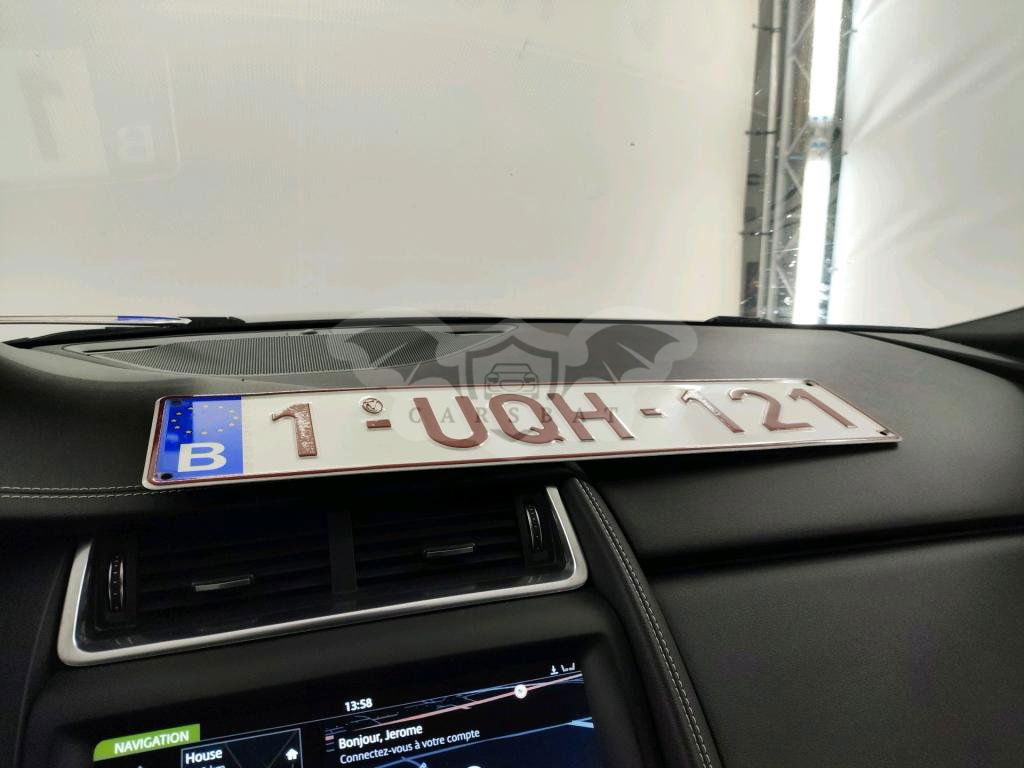 B 1-UQH-121
CARSBAT
13:58
NAVIGATION
House
Bonjour, Jerome
Connectez-vous à votre compte